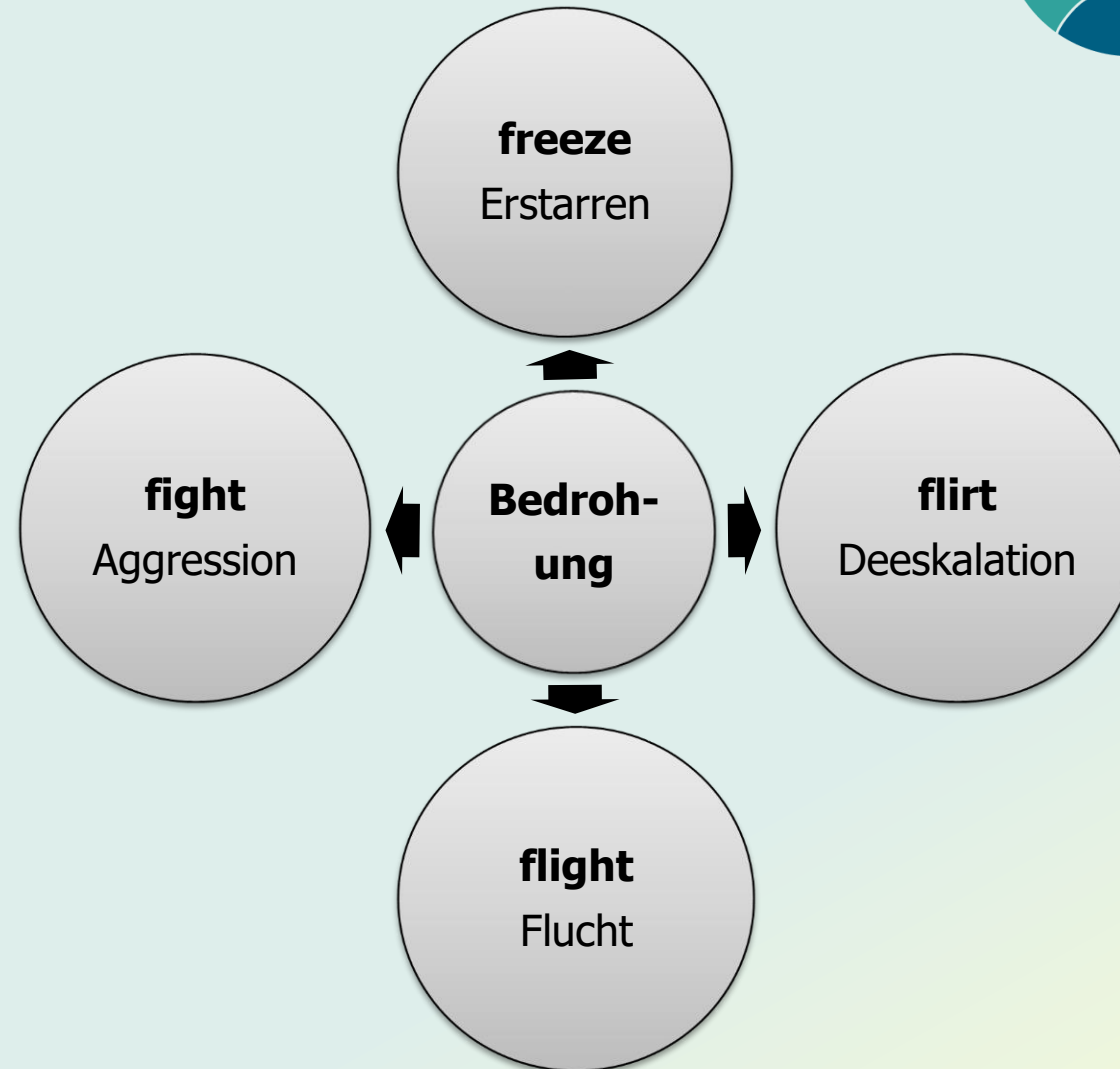 freeze
Erstarren
fight
Aggression
Bedroh-
ung
flirt
Deeskalation
flight
Flucht